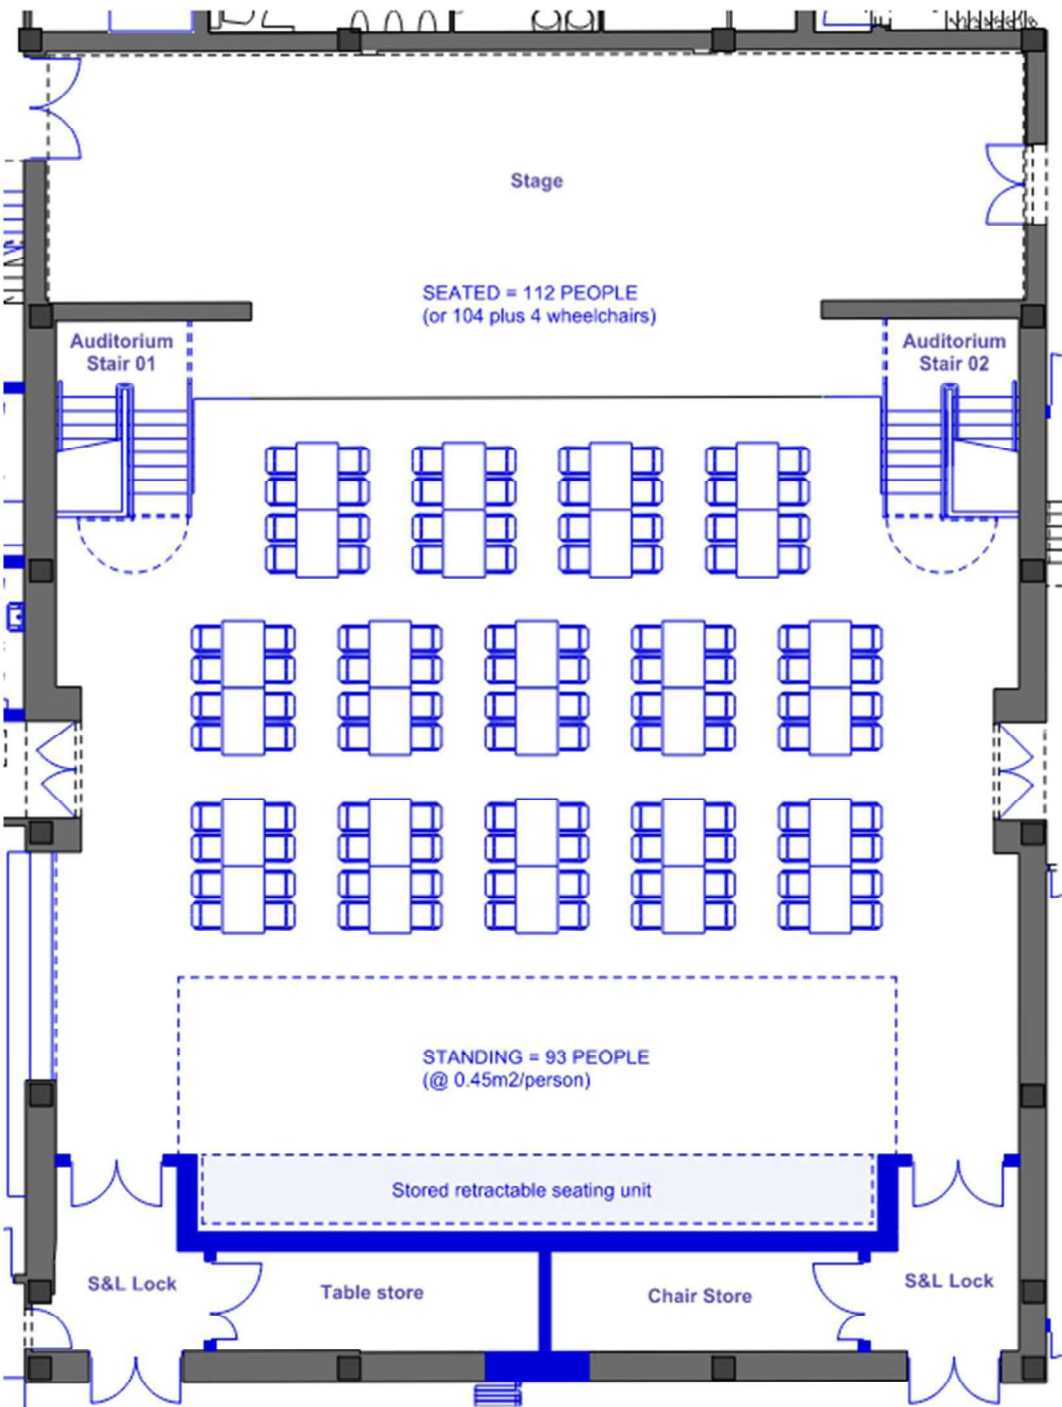 Stage
SEATED = 112 PEOPLE
(or 104 plus 4 wheelchairs)
Auditorium
Stair 01
Auditorium
Stair 02
STANDING = 93 PEOPLE
(@ 0.45m2/person)
Stored retractable seating unit
S&L Lock
Table store
Chair Store
S&L Lock